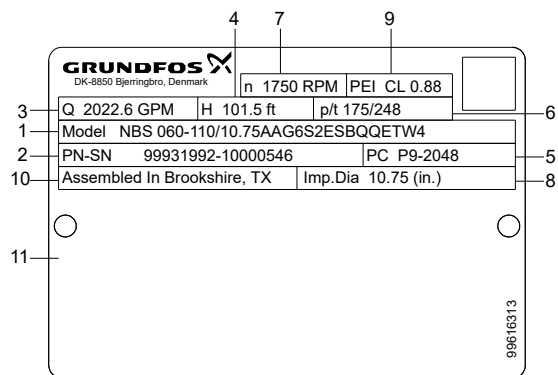 4 7 9
GRUNDFOS
DK-8850 Bjerringbro, Denmark
n 1750 RPM PEI CL 0.88
3 Q 2022.6 GPM H 101.5 ft p/t 175/248 6
1 Model NBS 060-110/10.75AAG6S2ESBQQETW4
2 PN-SN 99931992-10000546 PC P9-2048 5
10 Assembled In Brookshire, TX Imp.Dia 10.75 (in.) 8
11
99616313